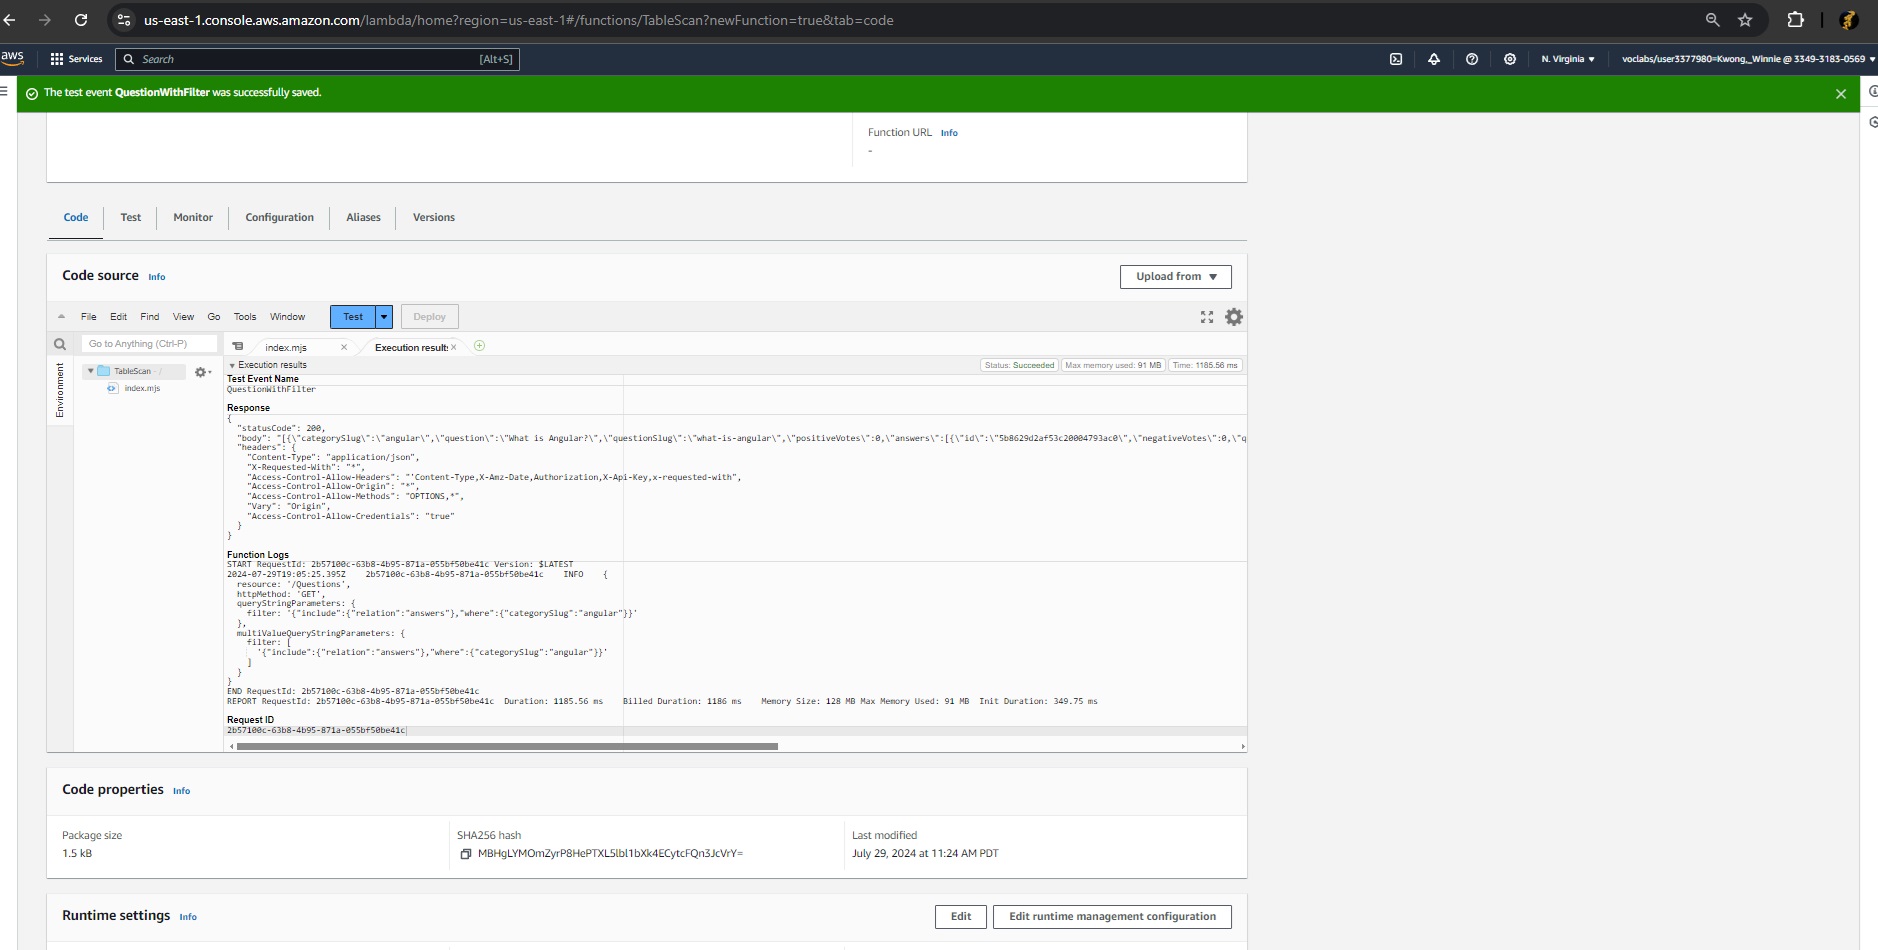 us-east-1.console.aws.amazon.com/lambda/home?region=us-east-1#/functions/TableScan?newFunction=true&tab=code
aws
Services
Search
[Alt+S]
N. Virginia
voclabs/user3377980=Kwong,_Winnie @ 3349-3183-0569
The test event QuestionWithFilter was successfully saved.
Function URL Info
-
Code
Test
Monitor
Configuration
Aliases
Versions
Code source Info
Upload from
File Edit Find View Go Tools Window
Test
Deploy
Go to Anything (Ctrl-P)
index.mjs
Execution results
Environment
TableScan - /
index.mjs
Execution results
Status: Succeeded
Max memory used: 91 MB
Time: 1185.56 ms
Test Event Name
QuestionWithFilter
Response
{
"statusCode": 200,
"body": "[{\"categorySlug\":\"angular\",\"question\":\"What is Angular?\",\"questionSlug\":\"what-is-angular\",\"positiveVotes\":0,\"answers\":[{\"id\":\"5b8629d2af53c20004793ac0\",\"negativeVotes\":0,\"q
"headers": {
"Content-Type": "application/json",
"X-Requested-With": "*",
"Access-Control-Allow-Headers": "'Content-Type,X-Amz-Date,Authorization,X-Api-Key,x-requested-with",
"Access-Control-Allow-Origin": "*",
"Access-Control-Allow-Methods": "OPTIONS,*",
"Vary": "Origin",
"Access-Control-Allow-Credentials": "true"
}
}
Function Logs
START RequestId: 2b57100c-63b8-4b95-871a-055bf50be41c Version: $LATEST
2024-07-29T19:05:25.395Z 2b57100c-63b8-4b95-871a-055bf50be41c INFO {
resource: '/Questions',
httpMethod: 'GET',
queryStringParameters: {
filter: '{"include":{"relation":"answers"},"where":{"categorySlug":"angular"}}'
},
multiValueQueryStringParameters: {
filter: [
'{"include":{"relation":"answers"},"where":{"categorySlug":"angular"}}'
]
}
}
END RequestId: 2b57100c-63b8-4b95-871a-055bf50be41c
REPORT RequestId: 2b57100c-63b8-4b95-871a-055bf50be41c Duration: 1185.56 ms Billed Duration: 1186 ms Memory Size: 128 MB Max Memory Used: 91 MB Init Duration: 349.75 ms
Request ID
2b57100c-63b8-4b95-871a-055bf50be41c
Code properties Info
Package size
1.5 kB
SHA256 hash
MBHgLYMOmZyrP8HePTXL5lbl1bXk4ECytcFQn3JcVrY=
Last modified
July 29, 2024 at 11:24 AM PDT
Runtime settings Info
Edit
Edit runtime management configuration